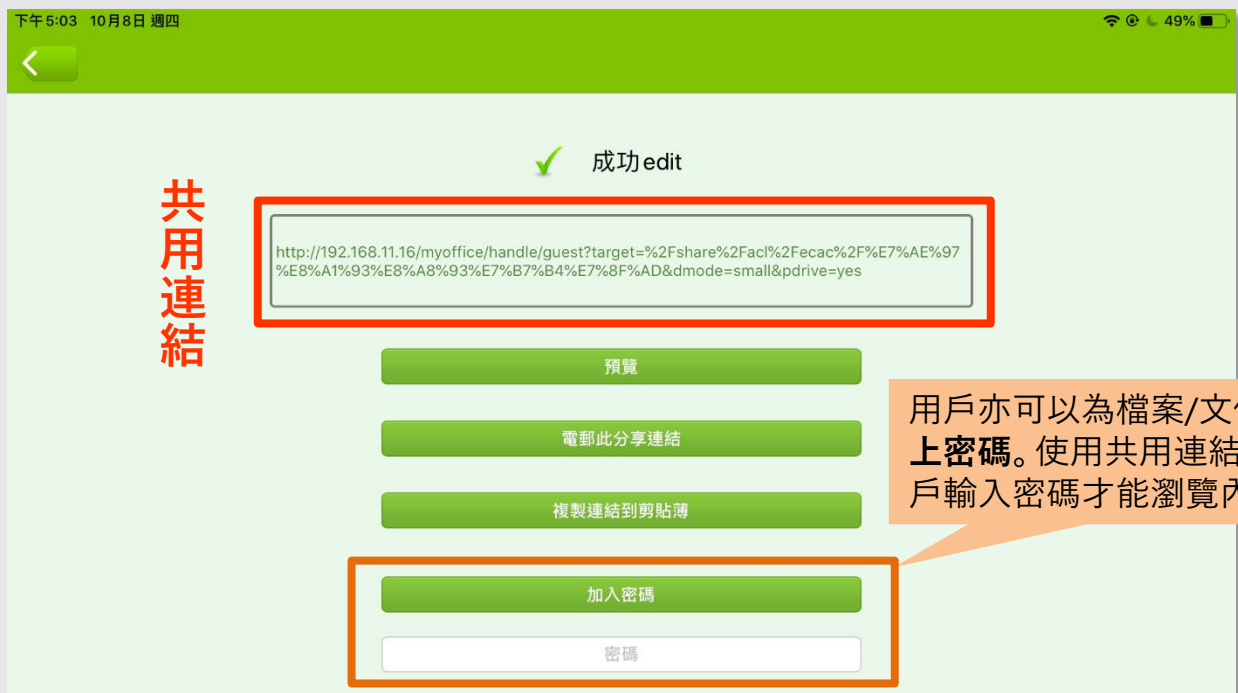 下午5:03 10月8日 週四
49%
成功edit
共用連結
http://192.168.11.16/myoffice/handle/guest?target=%2Fshare%2Facl%2Fecac%2F%E7%AE%97
%E8%A1%93%E8%A8%93%E7%B7%B4%E7%8F%AD&dmode=small&pdrive=yes
預覽
電郵此分享連結
複製連結到剪貼薄
用戶亦可以為檔案/文
上密碼。使用共用連結
戶輸入密碼才能瀏覽
加入密碼
密碼